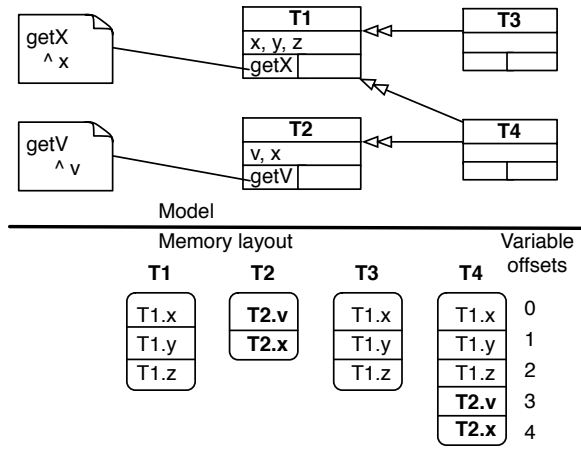 T1
T3
getX
^ x
x, y, z
getX
T2
T4
getV
^ v
v, x
getV
Model
Memory layout
Variable
offsets
T1 T2 T3 T4
T1.x T2.v T1.x T1.x 0
T1.y T2.x T1.y T1.y 1
T1.z T1.z T1.z 2
T2.v 3
T2.x 4